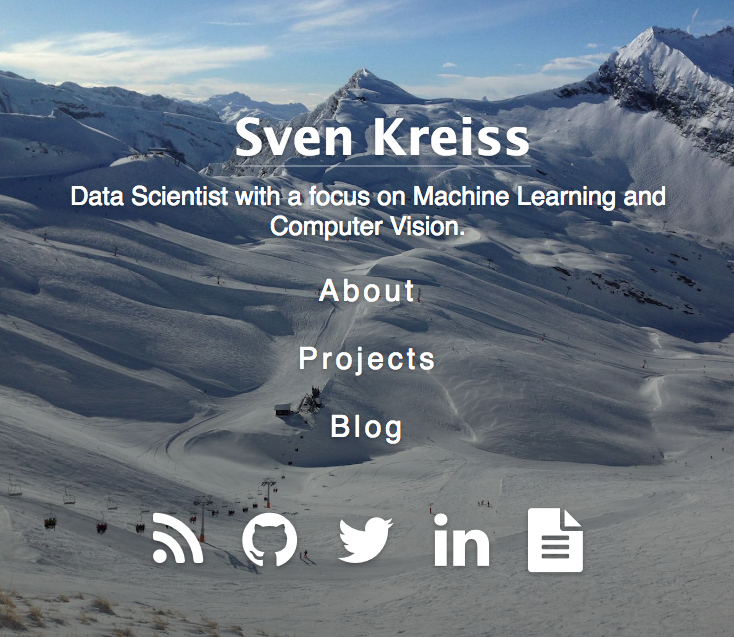 Sven Kreiss
Data Scientist with a focus on Machine Learning and
Computer Vision.
About
Projects
Blog
in